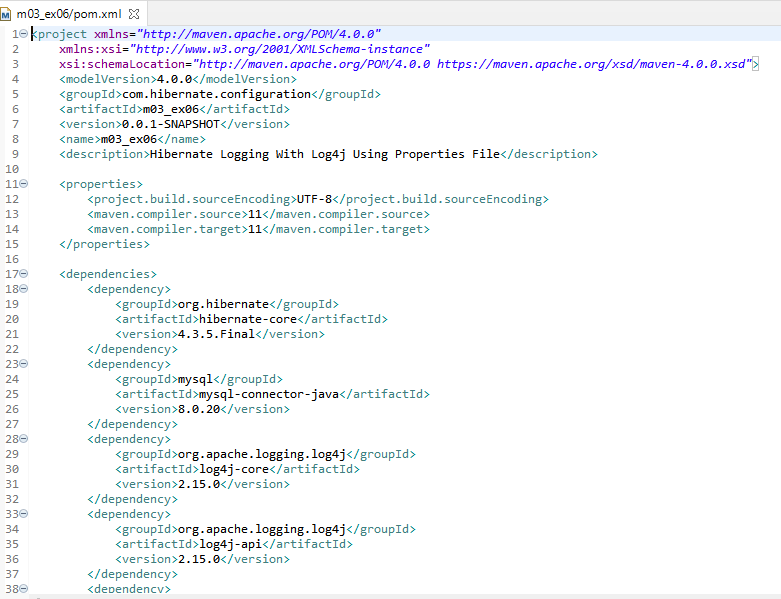 m03_ex06/pom.xml
1 <project xmlns="http://maven.apache.org/POM/4.0.0"
2 xmlns:xsi="http://www.w3.org/2001/XMLSchema-instance"
3 xsi:schemaLocation="http://maven.apache.org/POM/4.0.0 https://maven.apache.org/xsd/maven-4.0.0.xsd">
4 <modelVersion>4.0.0</modelVersion>
5 <groupId>com.hibernate.configuration</groupId>
6 <artifactId>m03_ex06</artifactId>
7 <version>0.0.1-SNAPSHOT</version>
8 <name>m03_ex06</name>
9 <description>Hibernate Logging With Log4j Using Properties File</description>
10
11 <properties>
12 <project.build.sourceEncoding>UTF-8</project.build.sourceEncoding>
13 <maven.compiler.source>11</maven.compiler.source>
14 <maven.compiler.target>11</maven.compiler.target>
15 </properties>
16
17 <dependencies>
18 <dependency>
19 <groupId>org.hibernate</groupId>
20 <artifactId>hibernate-core</artifactId>
21 <version>4.3.5.Final</version>
22 </dependency>
23 <dependency>
24 <groupId>mysql</groupId>
25 <artifactId>mysql-connector-java</artifactId>
26 <version>8.0.20</version>
27 </dependency>
28 <dependency>
29 <groupId>org.apache.logging.log4j</groupId>
30 <artifactId>log4j-core</artifactId>
31 <version>2.15.0</version>
32 </dependency>
33 <dependency>
34 <groupId>org.apache.logging.log4j</groupId>
35 <artifactId>log4j-api</artifactId>
36 <version>2.15.0</version>
37 </dependency>
38 <dependency>